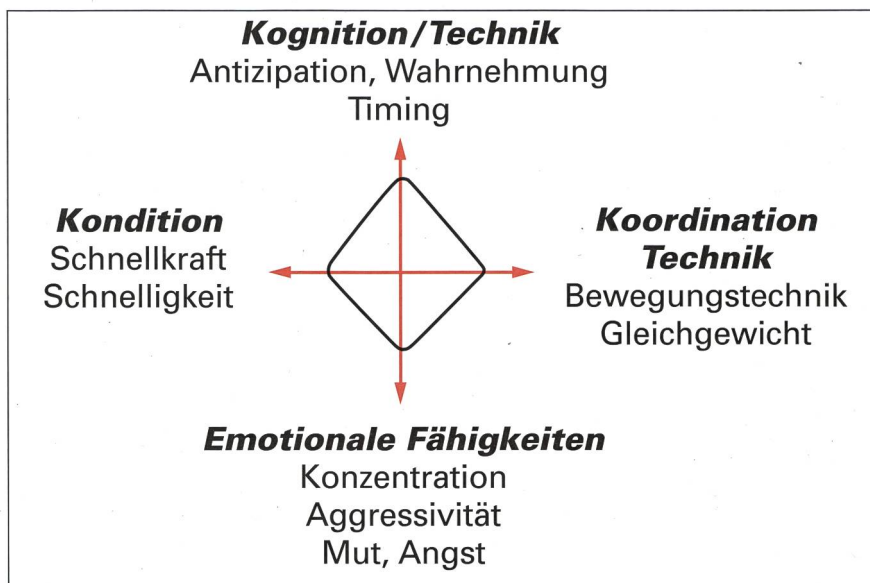 Kognition/Technik
Antizipation, Wahrnehmung
Timing
Kondition
Schnellkraft
Schnelligkeit
Koordination
Technik
Bewegungstechnik
Gleichgewicht
Emotionale Fähigkeiten
Konzentration
Aggressivität
Mut, Angst